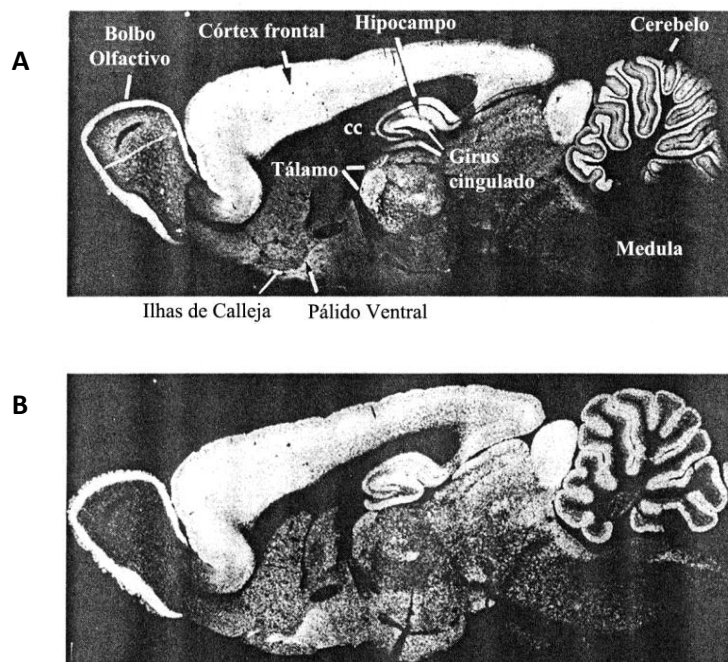 A
Bolbo
Olfactivo
Córtex frontal
Hipocampo
Cerebelo
cc
Tálamo
Girus
cingulado
Medula
Ilhas de Calleja
Pálido Ventral
B